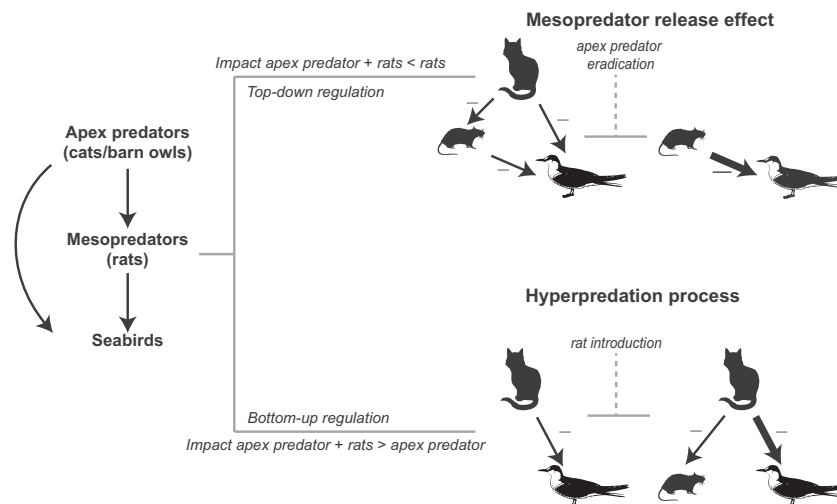 Mesopredator release effect
Impact apex predator + rats < rats
apex predator
eradication
Top-down regulation
–
–
–
–
Apex predators
(cats/barn owls)
Mesopredators
(rats)
Seabirds
Hyperpredation process
rat introduction
Bottom-up regulation
Impact apex predator + rats > apex predator
–
–
–